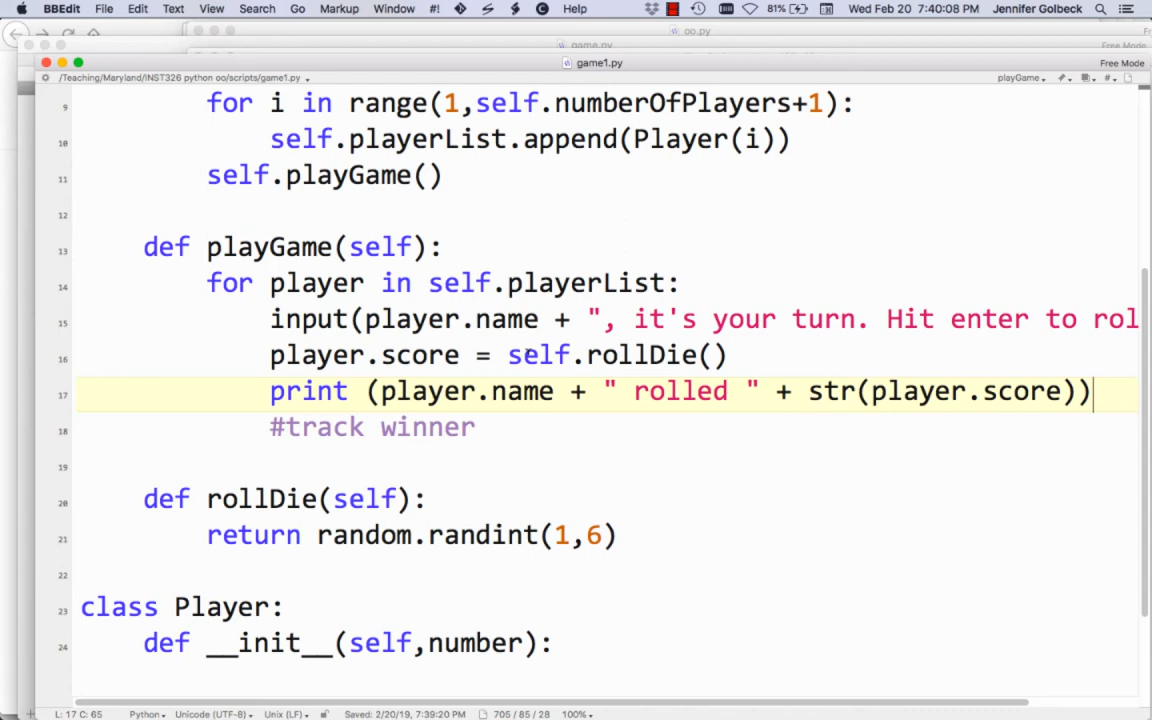 BBEdit File Edit Text View Search Go Markup Window #! Help 81% Wed Feb 20 7:40:08 PM Jennifer Golbeck
oo.py
game.py
Free Mode
game1.py
Free Mode
/Teaching/Maryland/INST326 python oo/scripts/game1.py
playGame
9 for i in range(1,self.numberOfPlayers+1):
10 self.playerList.append(Player(i))
11 self.playGame()
12
13 def playGame(self):
14 for player in self.playerList:
15 input(player.name + ", it's your turn. Hit enter to rol
16 player.score = self.rollDie()
17 print (player.name + " rolled " + str(player.score))
18 #track winner
19
20 def rollDie(self):
21 return random.randint(1,6)
22
23 class Player:
24 def __init__(self,number):
L: 17 C: 65 Python Unicode (UTF-8) Unix (LF) Saved: 2/20/19, 7:39:20 PM 705 / 85 / 28 100%